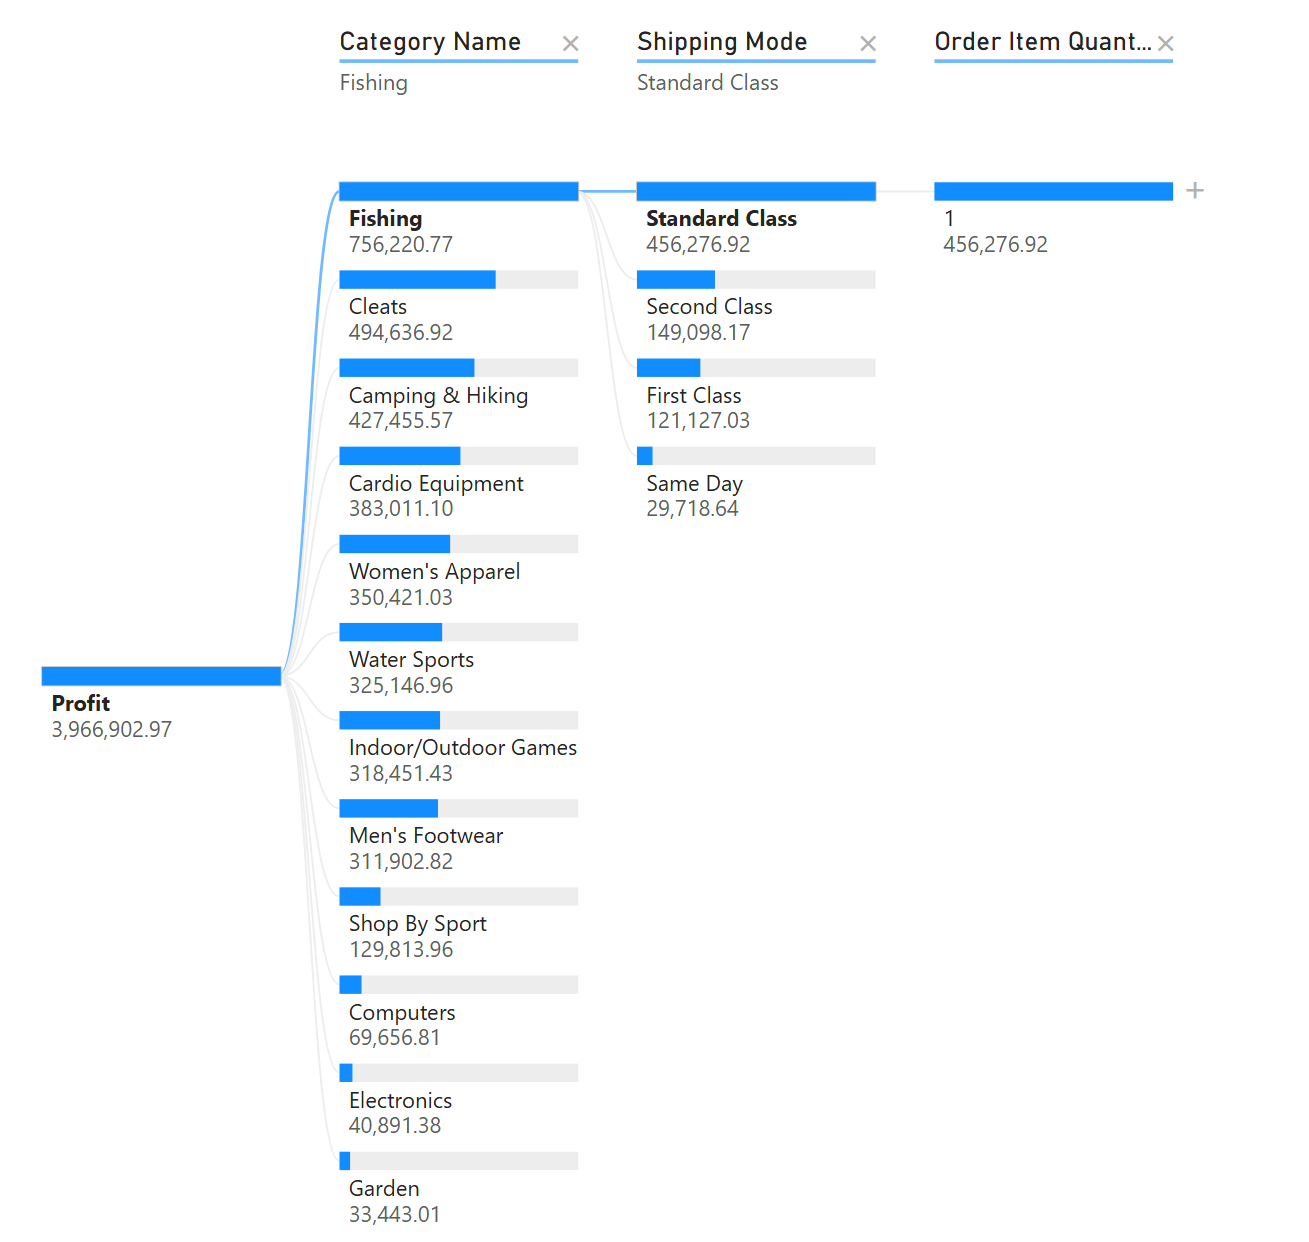 Category Name
Fishing
Shipping Mode
Standard Class
Order Item Quant...
Profit
3,966,902.97
Fishing
756,220.77
Cleats
494,636.92
Camping & Hiking
427,455.57
Cardio Equipment
383,011.10
Women's Apparel
350,421.03
Water Sports
325,146.96
Indoor/Outdoor Games
318,451.43
Men's Footwear
311,902.82
Shop By Sport
129,813.96
Computers
69,656.81
Electronics
40,891.38
Garden
33,443.01
Standard Class
456,276.92
Second Class
149,098.17
First Class
121,127.03
Same Day
29,718.64
1
456,276.92